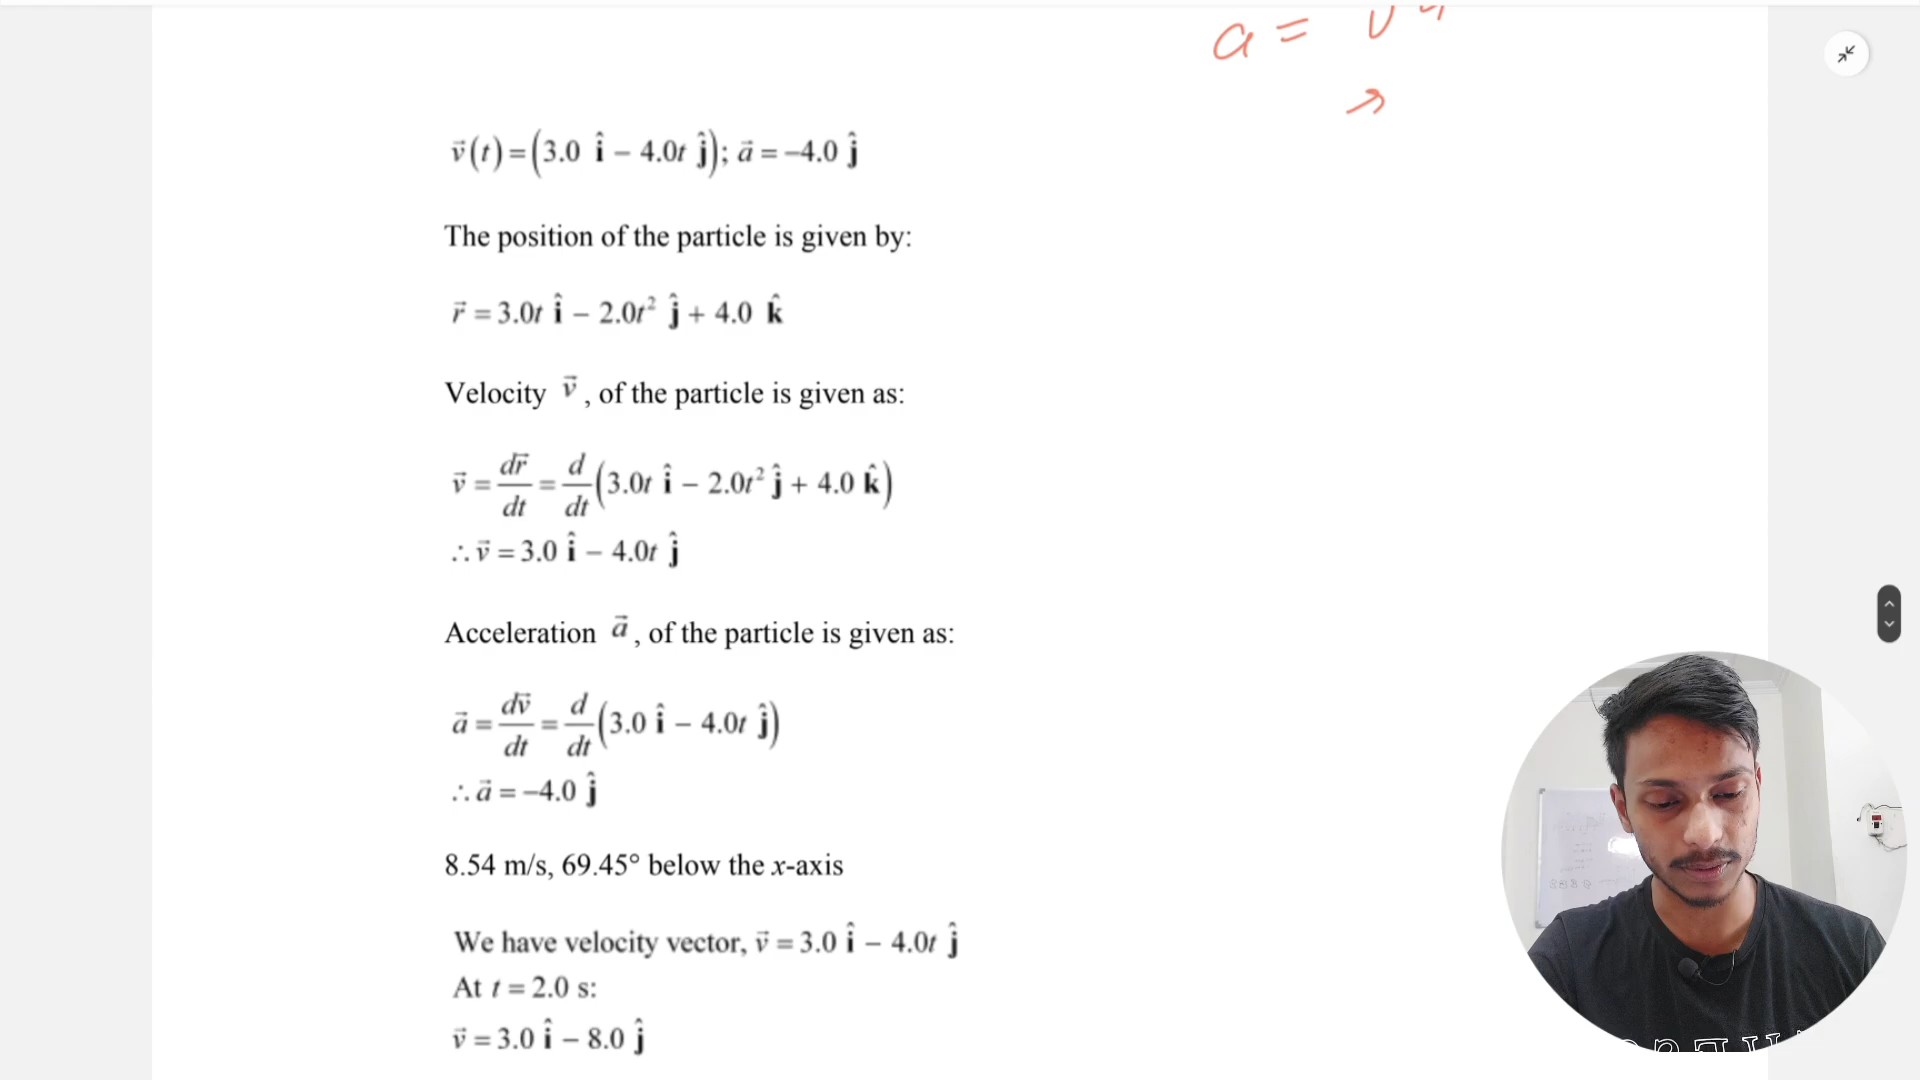 a =
v⃗(t) = (3.0 î − 4.0t ĵ); a⃗ = −4.0 ĵ
The position of the particle is given by:
r⃗ = 3.0t î − 2.0t² ĵ + 4.0 k̂
Velocity v⃗, of the particle is given as:
v⃗ = dr⃗/dt = d/dt (3.0t î − 2.0t² ĵ + 4.0 k̂)
∴ v⃗ = 3.0 î − 4.0t ĵ
Acceleration a⃗, of the particle is given as:
a⃗ = dv⃗/dt = d/dt (3.0 î − 4.0t ĵ)
∴ a⃗ = −4.0 ĵ
8.54 m/s, 69.45° below the x-axis
We have velocity vector, v⃗ = 3.0 î − 4.0t ĵ
At t = 2.0 s:
v⃗ = 3.0 î − 8.0 ĵ